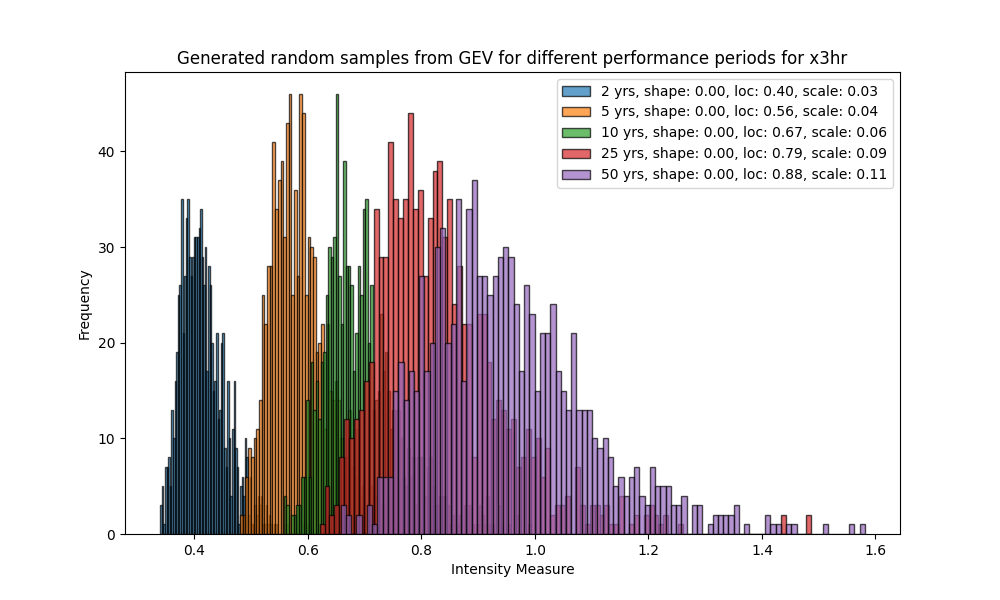 Generated random samples from GEV for different performance periods for x3hr
2 yrs, shape: 0.00, loc: 0.40, scale: 0.03
5 yrs, shape: 0.00, loc: 0.56, scale: 0.04
10 yrs, shape: 0.00, loc: 0.67, scale: 0.06
25 yrs, shape: 0.00, loc: 0.79, scale: 0.09
50 yrs, shape: 0.00, loc: 0.88, scale: 0.11
Frequency
40
30
20
10
0
0.4 0.6 0.8 1.0 1.2 1.4 1.6
Intensity Measure